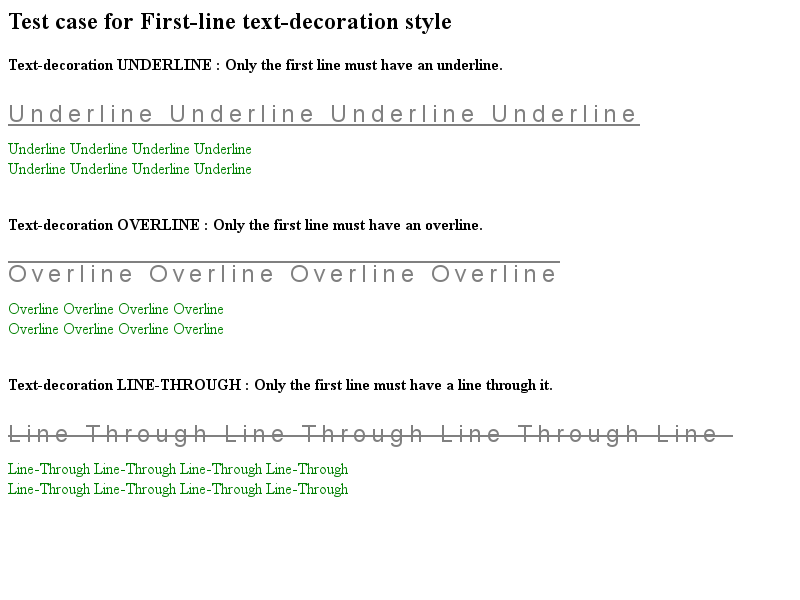 Test case for First-line text-decoration style
Text-decoration UNDERLINE : Only the first line must have an underline.
Underline Underline Underline Underline
Underline Underline Underline Underline
Underline Underline Underline Underline
Text-decoration OVERLINE : Only the first line must have an overline.
Overline Overline Overline Overline
Overline Overline Overline Overline
Overline Overline Overline Overline
Text-decoration LINE-THROUGH : Only the first line must have a line through it.
Line Through Line Through Line Through Line
Line-Through Line-Through Line-Through Line-Through
Line-Through Line-Through Line-Through Line-Through